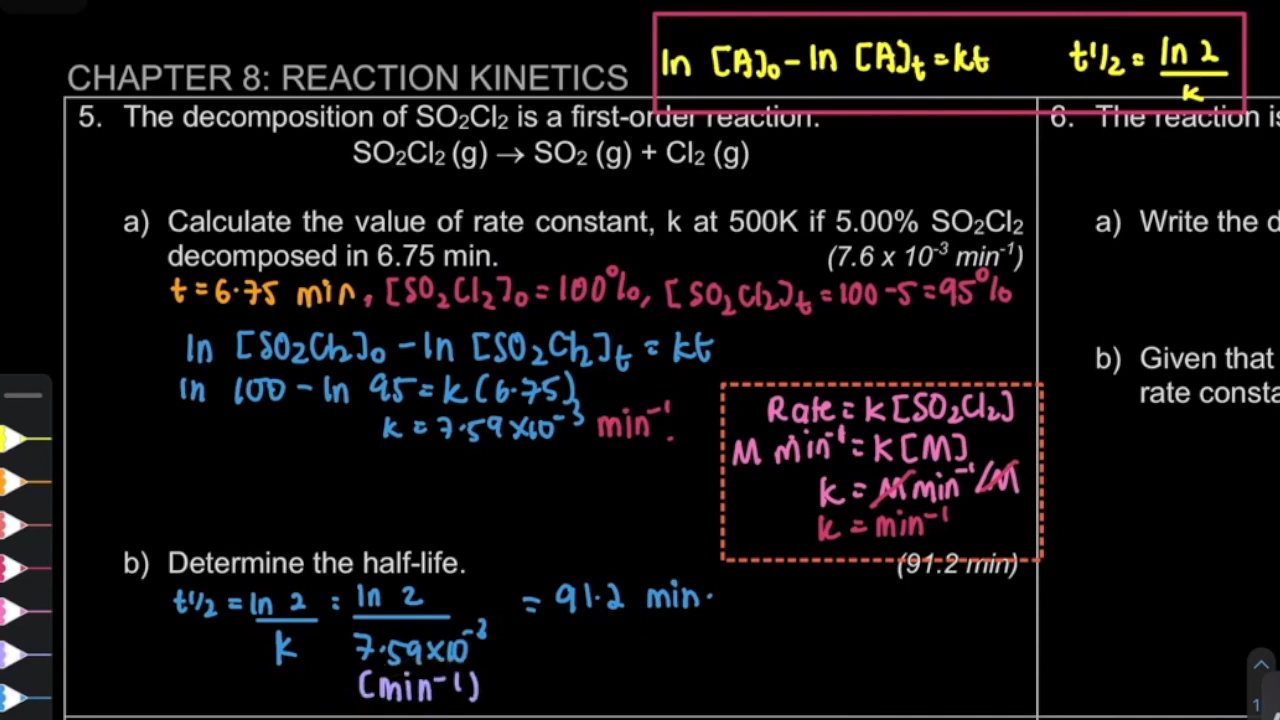 ln [A]₀ - ln [A]t = kt    t½ = ln 2 / k
CHAPTER 8: REACTION KINETICS
5. The decomposition of SO₂Cl₂ is a first-order reaction.
SO₂Cl₂ (g) → SO₂ (g) + Cl₂ (g)
a) Calculate the value of rate constant, k at 500K if 5.00% SO₂Cl₂
decomposed in 6.75 min. (7.6 x 10⁻³ min⁻¹)
t = 6.75 min, [SO₂Cl₂]₀ = 100%, [SO₂Cl₂]t = 100 - 5 = 95%
ln [SO₂Cl₂]₀ - ln [SO₂Cl₂]t = kt
ln 100 - ln 95 = k (6.75)
k = 7.59 x 10⁻³ min⁻¹.
Rate = k [SO₂Cl₂]
M min⁻¹ = k [M]
k = M min⁻¹ / M
k = min⁻¹
b) Determine the half-life. (91.2 min)
t½ = ln 2 / k = ln 2 / 7.59 x 10⁻³ = 91.2 min.
(min⁻¹)
6. The reaction is
a) Write the d
b) Given that
rate consta
1